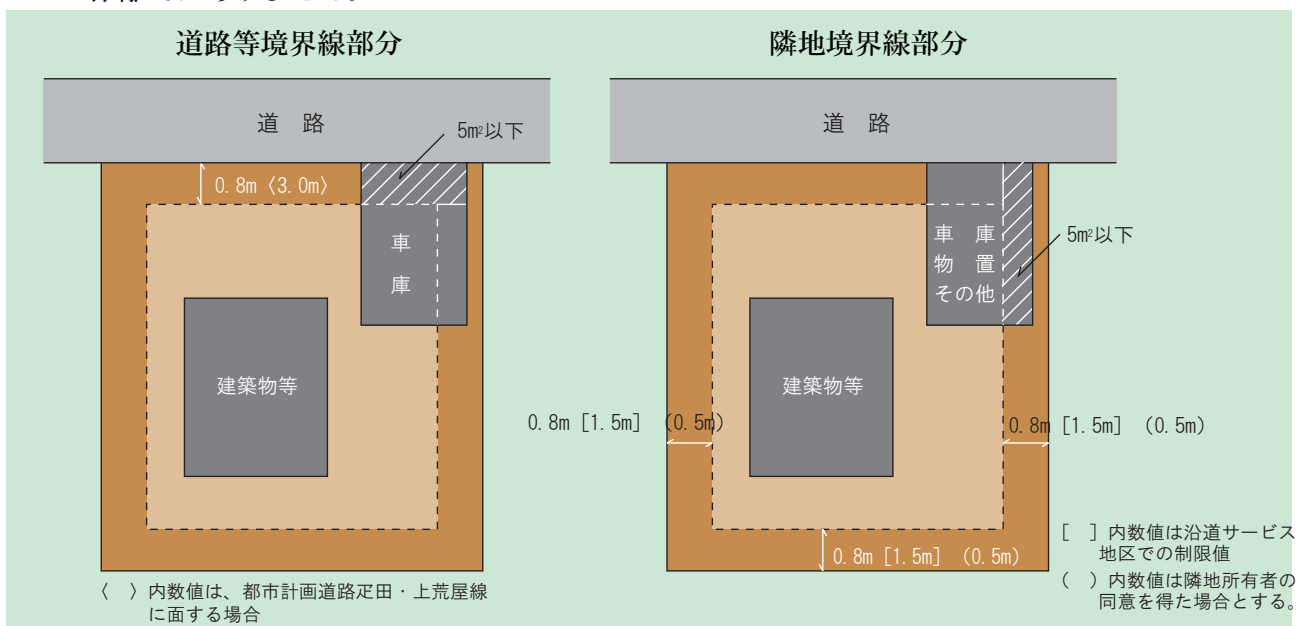 道路等境界線部分
道　路
5m²以下
0.8m〈3.0m〉
車
庫
建築物等
〈　〉内数値は、都市計画道路疋田・上荒屋線
に面する場合
隣地境界線部分
道　路
車　庫
物　置
その他
5m²以下
建築物等
0.8m [1.5m] (0.5m)
0.8m [1.5m] (0.5m)
0.8m [1.5m] (0.5m)
[　] 内数値は沿道サービス
地区での制限値
(　) 内数値は隣地所有者の
同意を得た場合とする。